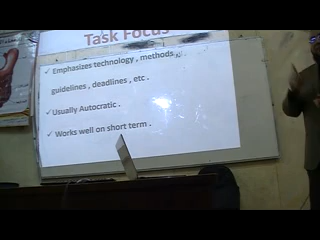 Task Focus
✓ Emphasizes technology , methods ,
guidelines , deadlines , etc .
✓ Usually Autocratic .
✓ Works well on short term .